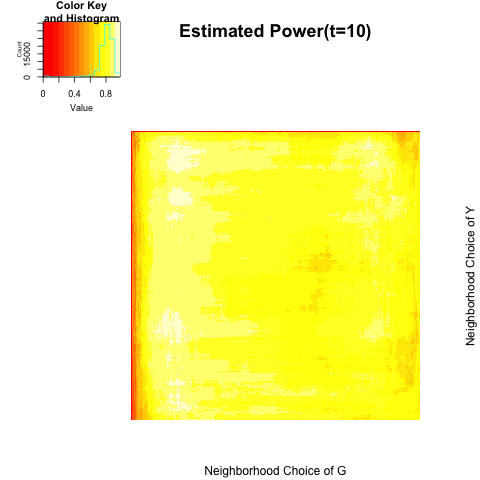 Color Key
and Histogram
Estimated Power(t=10)
Count
0 15000
0 0.4 0.8
Value
Neighborhood Choice of Y
Neighborhood Choice of G